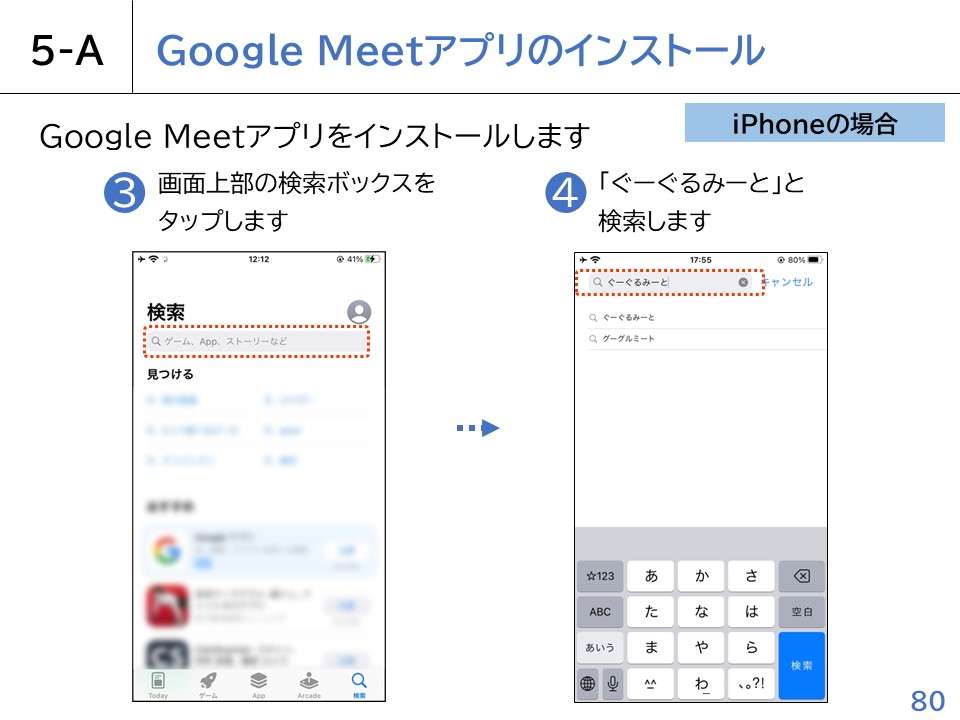 5-A
Google Meetアプリのインストール
iPhoneの場合
Google Meetアプリをインストールします
3
画面上部の検索ボックスを
タップします
4
「ぐーぐるみーと」と
検索します
12:12
41%
検索
ゲーム、App、ストーリーなど
見つける
Today
ゲーム
App
Arcade
検索
17:55
80%
ぐーぐるみーと
キャンセル
ぐーぐるみーと
グーグルミート
☆123 あ か さ
ABC た な は 空白
あいう ま や ら 検索
^^ わ 、。?!
80